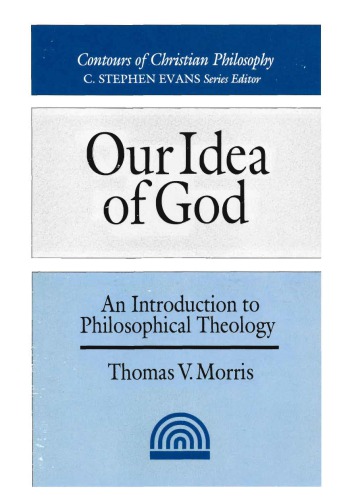 Contours of Christian Philosophy
C. STEPHEN EVANS Series Editor
Our Idea
of God
An Introduction to
Philosophical Theology
Thomas V. Morris